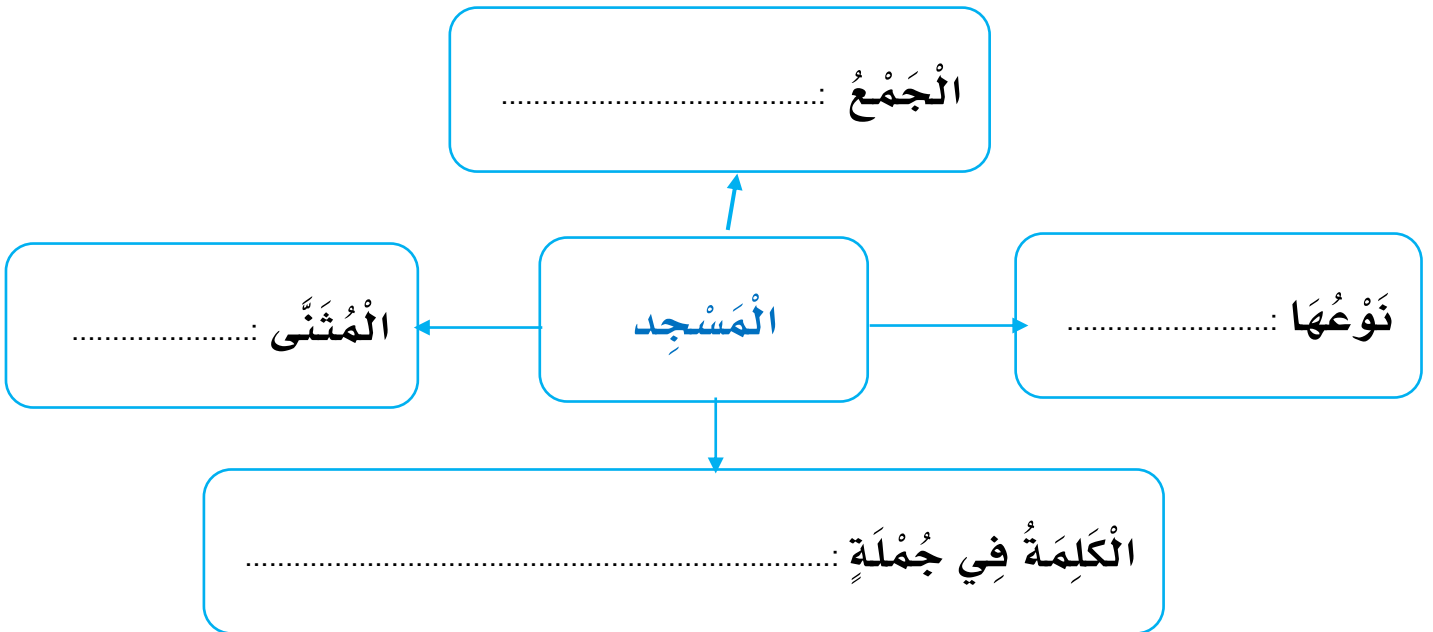 الْجَمْعُ :.......................................
نَوْعُهَا :..........................
الْمَسْجِد
الْمُثَنَّى :......................
الْكَلِمَةُ فِي جُمْلَةٍ :........................................................................